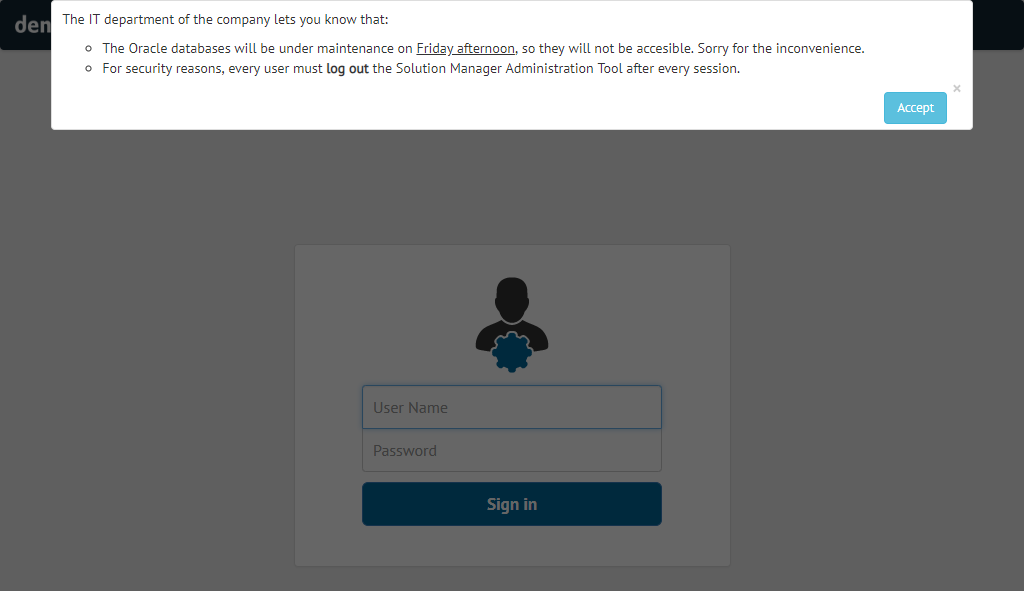 The IT department of the company lets you know that:
The Oracle databases will be under maintenance on Friday afternoon, so they will not be accesible. Sorry for the inconvenience.
For security reasons, every user must log out the Solution Manager Administration Tool after every session.
×
Accept
User Name
Password
Sign in